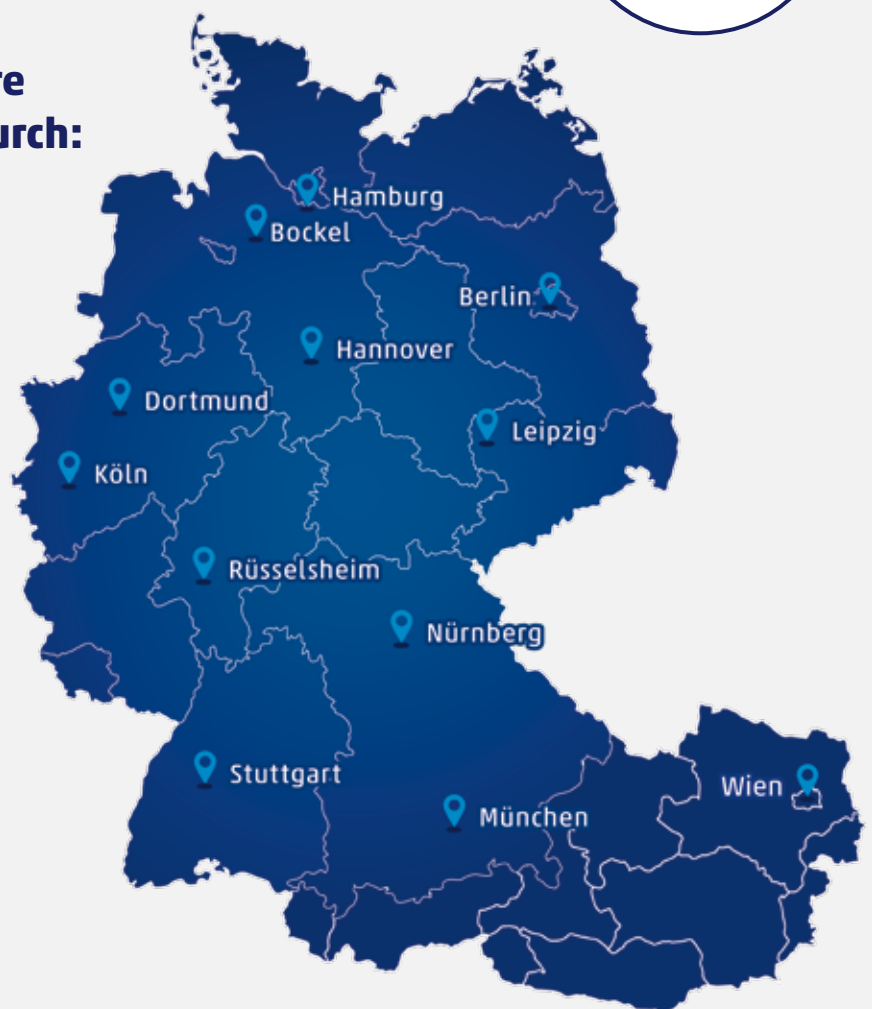 re
urch:
Hamburg
Bockel
Berlin
Hannover
Dortmund
Leipzig
Köln
Rüsselsheim
Nürnberg
Stuttgart
Wien
München